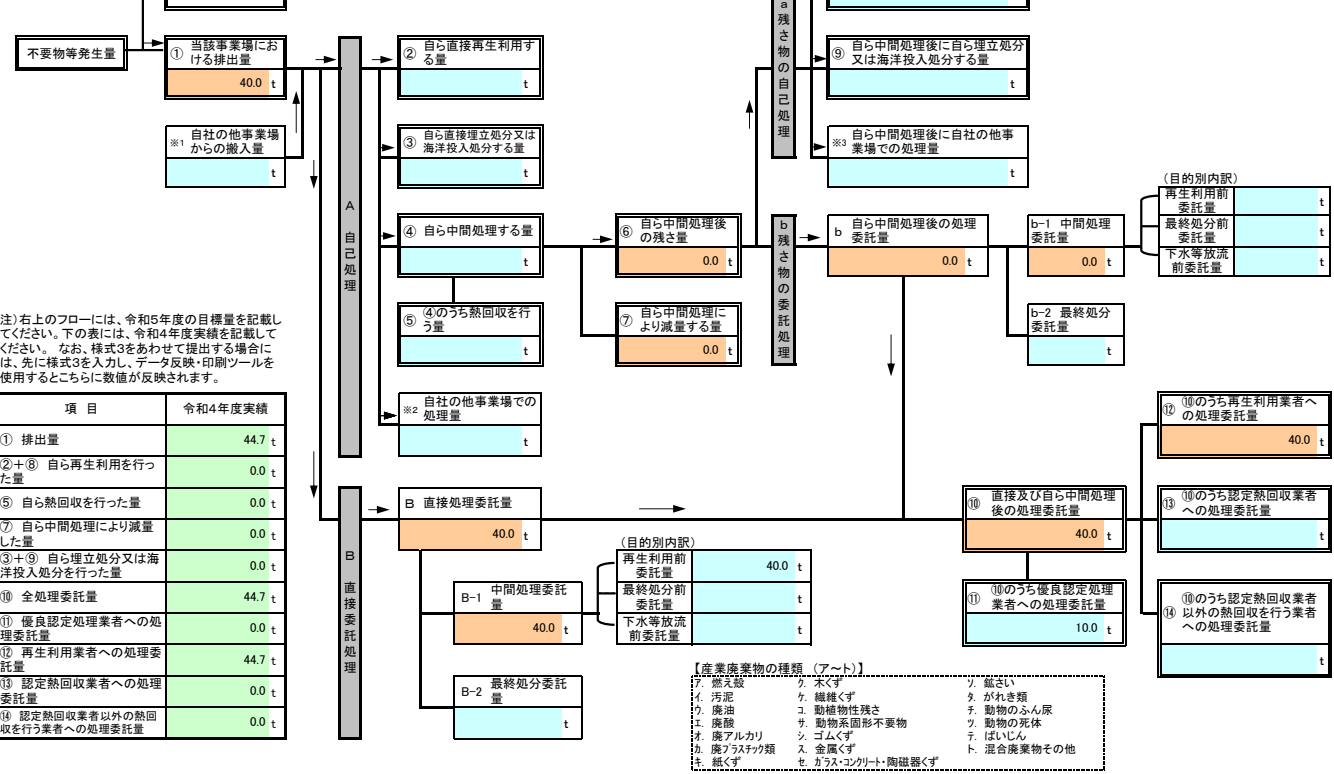 a
残
さ
物
の
自
己
処
理
不要物等発生量
① 当該事業場にお
ける排出量
40.0 t
※1 自社の他事業場
からの搬入量
t
A
自
己
処
理
② 自ら直接再生利用す
る量
t
③ 自ら直接埋立処分又は
海洋投入処分する量
t
④ 自ら中間処理する量
t
⑤ ④のうち熱回収を行
う量
t
※2 自社の他事業場での
処理量
t
⑥ 自ら中間処理後
の残さ量
0.0 t
⑦ 自ら中間処理に
より減量する量
0.0 t
⑨ 自ら中間処理後に自ら埋立処分
又は海洋投入処分する量
t
※3 自ら中間処理後に自社の他事
業場での処理量
t
b
残
さ
物
の
委
託
処
理
b 自ら中間処理後の処理
委託量
0.0 t
b-1 中間処理
委託量
0.0 t
b-2 最終処分
委託量
t
(目的別内訳)
再生利用前
委託量
t
最終処分前
委託量
t
下水等放流
前委託量
t
注)右上のフローには、令和5年度の目標量を記載し
てください。下の表には、令和4年度実績を記載して
ください。 なお、様式3をあわせて提出する場合に
は、先に様式3を入力し、データ反映・印刷ツールを
使用するとこちらに数値が反映されます。
項 目 令和4年度実績
① 排出量 44.7 t
②+⑧ 自ら再生利用を行っ
た量 0.0 t
⑤ 自ら熱回収を行った量 0.0 t
⑦ 自ら中間処理により減量
した量 0.0 t
③+⑨ 自ら埋立処分又は海
洋投入処分を行った量 0.0 t
⑩ 全処理委託量 44.7 t
⑪ 優良認定処理業者への処
理委託量 0.0 t
⑫ 再生利用業者への処理委
託量 44.7 t
⑬ 認定熱回収業者への処理
委託量 0.0 t
⑭ 認定熱回収業者以外の熱回
収を行う業者への処理委託量 0.0 t
B
直
接
委
託
処
理
B 直接処理委託量
40.0 t
B-1 中間処理委託
量
40.0 t
B-2 最終処分委託
量
t
(目的別内訳)
再生利用前
委託量
40.0 t
最終処分前
委託量
t
下水等放流
前委託量
t
⑩ 直接及び自ら中間処理
後の処理委託量
40.0 t
⑪ ⑩のうち優良認定処理
業者への処理委託量
10.0 t
⑫ ⑩のうち再生利用業者へ
の処理委託量
40.0 t
⑬ ⑩のうち認定熱回収業者
への処理委託量
t
⑭ ⑩のうち認定熱回収業者
以外の熱回収を行う業者
への処理委託量
t
【産業廃棄物の種類 (ア~ト)】
ア. 燃え殻 ク. 木くず ソ. 鉱さい
イ. 汚泥 ケ. 繊維くず タ. がれき類
ウ. 廃油 コ. 動植物性残さ チ. 動物のふん尿
エ. 廃酸 サ. 動物系固形不要物 ツ. 動物の死体
オ. 廃アルカリ シ. ゴムくず テ. ばいじん
カ. 廃プラスチック類 ス. 金属くず ト. 混合廃棄物その他
キ. 紙くず セ. ガラス・コンクリート・陶磁器くず